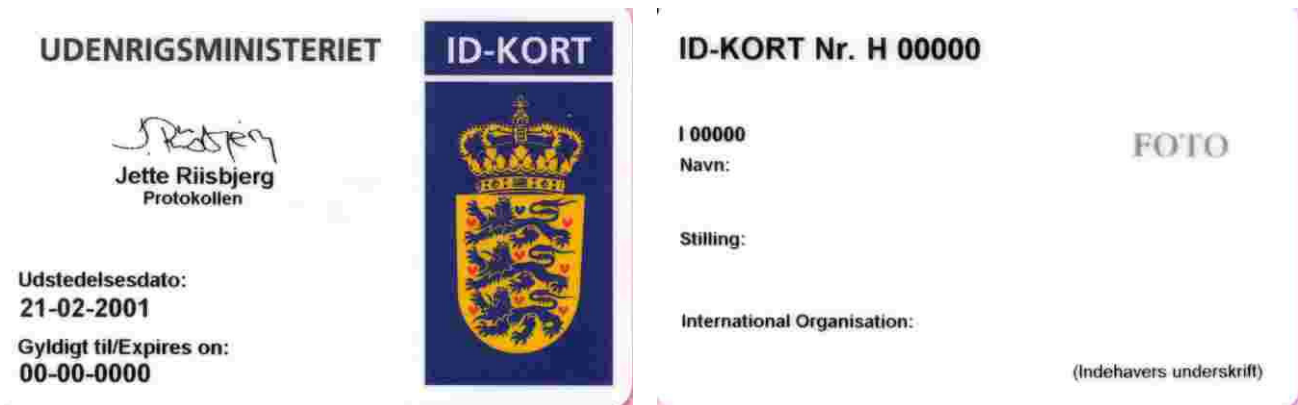 UDENRIGSMINISTERIET
ID-KORT
Jette Riisbjerg
Protokollen
Udstedelsesdato:
21-02-2001
Gyldigt til/Expires on:
00-00-0000
ID-KORT Nr. H 00000
I 00000
FOTO
Navn:
Stilling:
International Organisation:
(Indehavers underskrift)